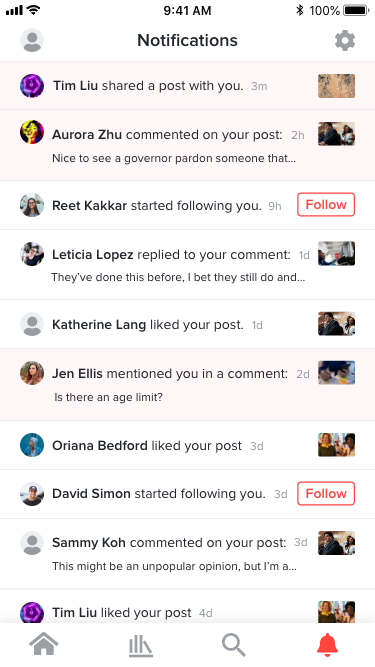 9:41 AM
100%
Notifications
Tim Liu shared a post with you. 3m
Aurora Zhu commented on your post: 2h
Nice to see a governor pardon someone that...
Reet Kakkar started following you. 9h
Follow
Leticia Lopez replied to your comment: 1d
They’ve done this before, I bet they still do and...
Katherine Lang liked your post. 1d
Jen Ellis mentioned you in a comment: 2d
Is there an age limit?
Oriana Bedford liked your post 3d
David Simon started following you. 3d
Follow
Sammy Koh commented on your post: 3d
This might be an unpopular opinion, but I’m a...
Tim Liu liked your post 4d